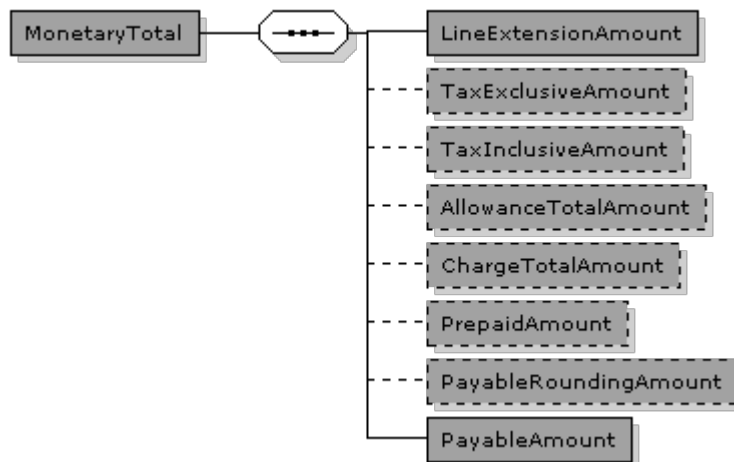 MonetaryTotal
LineExtensionAmount
TaxExclusiveAmount
TaxInclusiveAmount
AllowanceTotalAmount
ChargeTotalAmount
PrepaidAmount
PayableRoundingAmount
PayableAmount